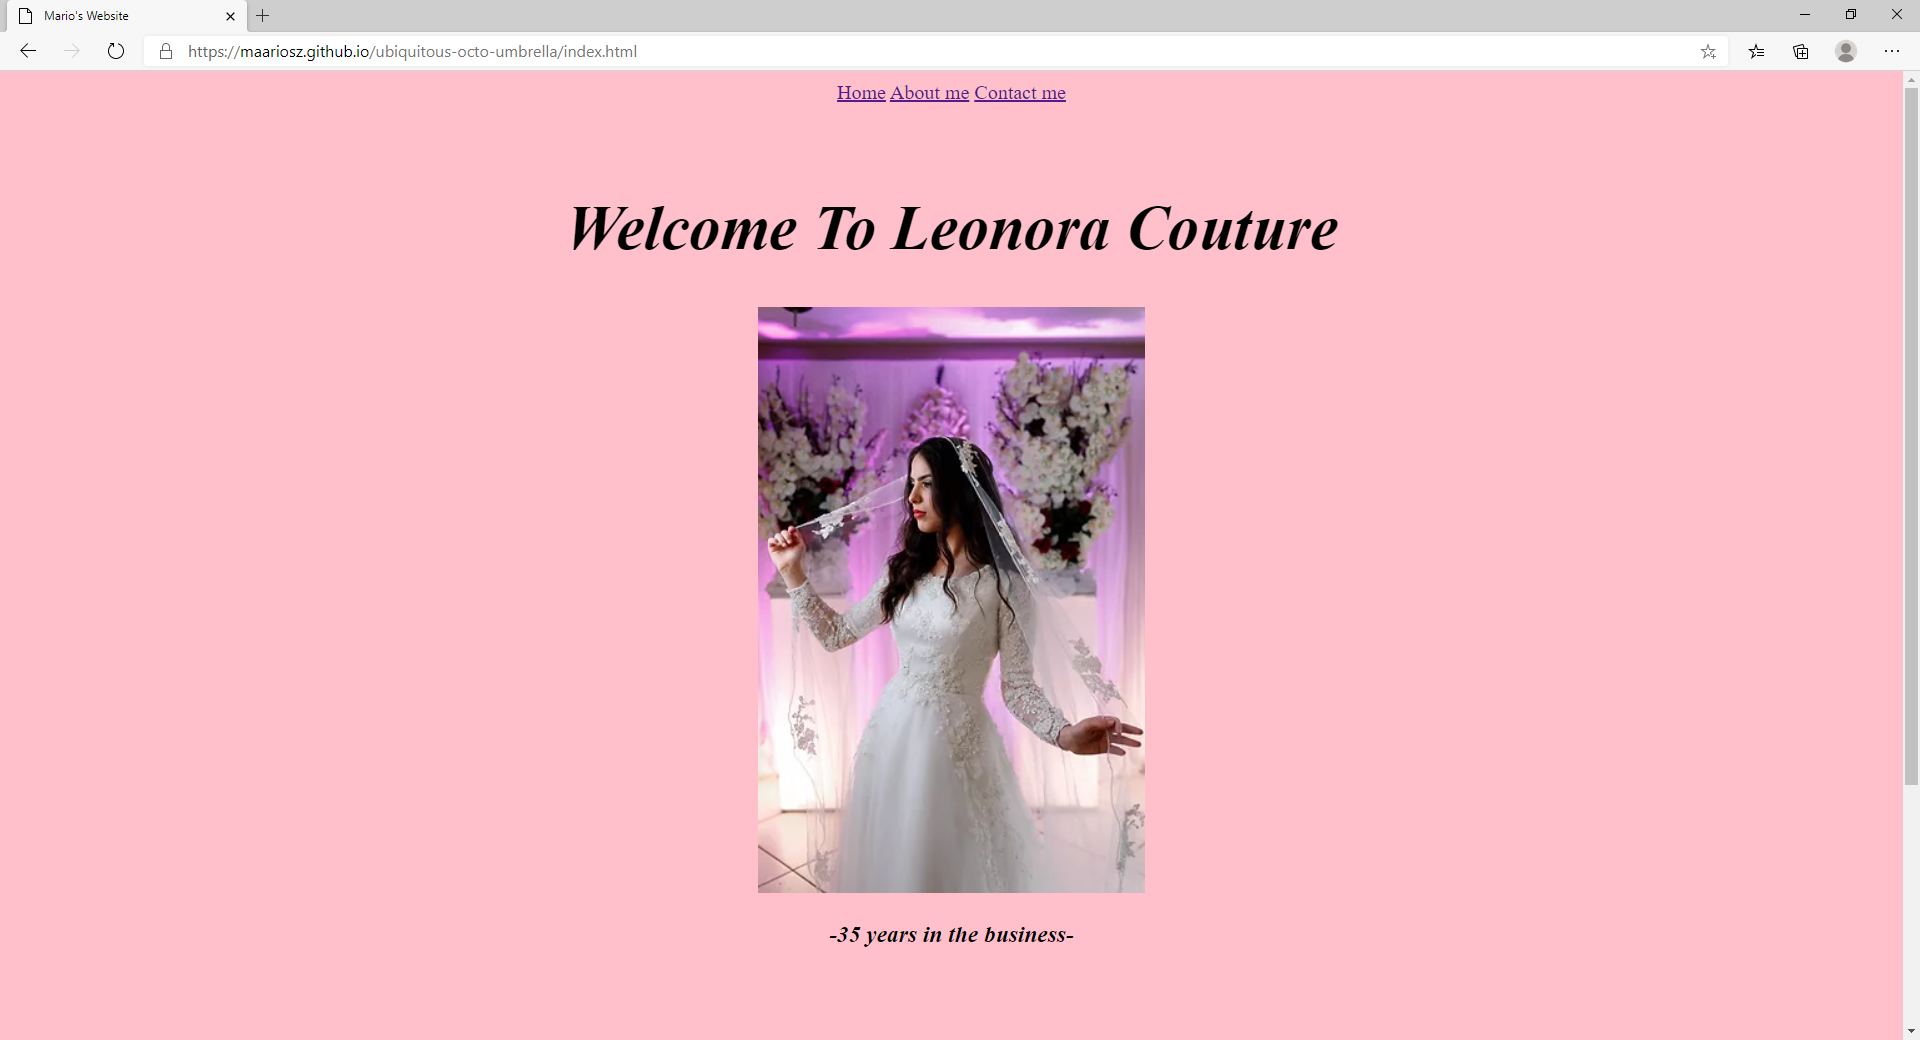 Mario's Website
https://maariosz.github.io/ubiquitous-octo-umbrella/index.html
Home About me Contact me
Welcome To Leonora Couture
-35 years in the business-